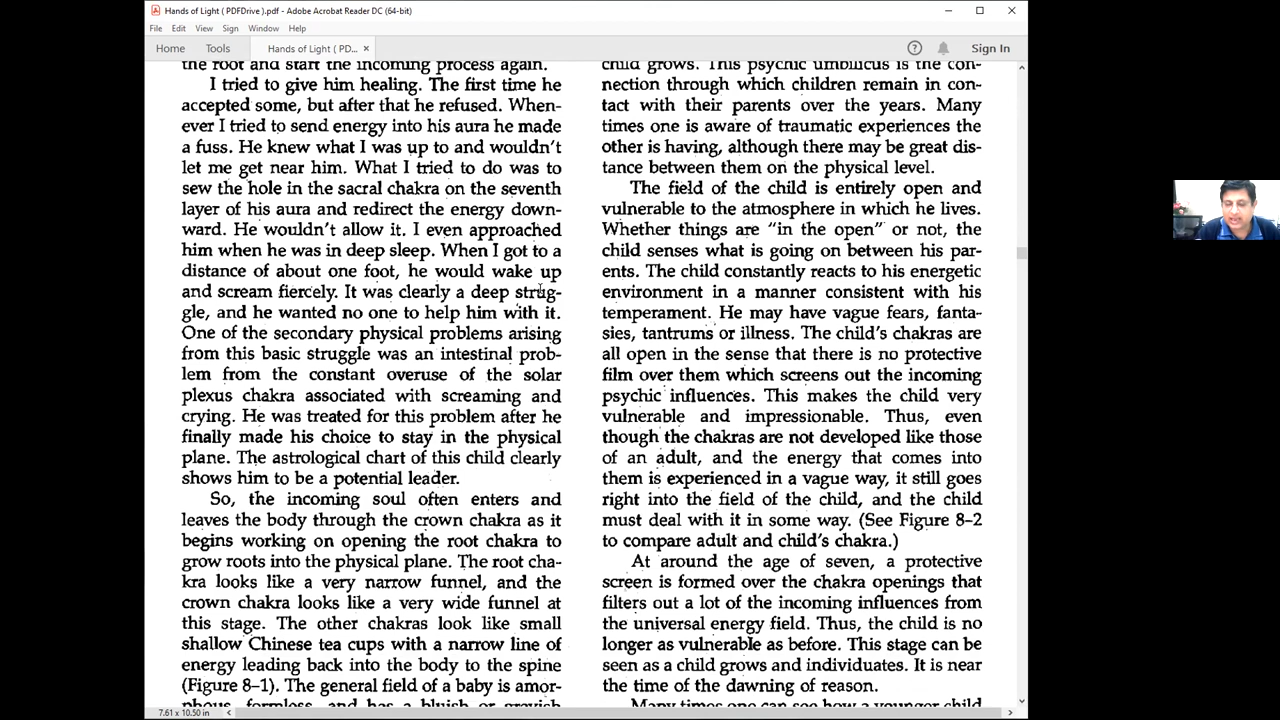 Hands of Light ( PDFDrive ).pdf - Adobe Acrobat Reader DC (64-bit)
File Edit View Sign Window Help
Home Tools Hands of Light ( PD... × Sign In
the root and start the incoming process again.
I tried to give him healing. The first time he
accepted some, but after that he refused. When-
ever I tried to send energy into his aura he made
a fuss. He knew what I was up to and wouldn't
let me get near him. What I tried to do was to
sew the hole in the sacral chakra on the seventh
layer of his aura and redirect the energy down-
ward. He wouldn't allow it. I even approached
him when he was in deep sleep. When I got to a
distance of about one foot, he would wake up
and scream fiercely. It was clearly a deep strug-
gle, and he wanted no one to help him with it.
One of the secondary physical problems arising
from this basic struggle was an intestinal prob-
lem from the constant overuse of the solar
plexus chakra associated with screaming and
crying. He was treated for this problem after he
finally made his choice to stay in the physical
plane. The astrological chart of this child clearly
shows him to be a potential leader.
So, the incoming soul often enters and
leaves the body through the crown chakra as it
begins working on opening the root chakra to
grow roots into the physical plane. The root cha-
kra looks like a very narrow funnel, and the
crown chakra looks like a very wide funnel at
this stage. The other chakras look like small
shallow Chinese tea cups with a narrow line of
energy leading back into the body to the spine
(Figure 8-1). The general field of a baby is amor-
phous, formless, and has a bluish or grayish
child grows. This psychic umbilicus is the con-
nection through which children remain in con-
tact with their parents over the years. Many
times one is aware of traumatic experiences the
other is having, although there may be great dis-
tance between them on the physical level.
The field of the child is entirely open and
vulnerable to the atmosphere in which he lives.
Whether things are "in the open" or not, the
child senses what is going on between his par-
ents. The child constantly reacts to his energetic
environment in a manner consistent with his
temperament. He may have vague fears, fanta-
sies, tantrums or illness. The child's chakras are
all open in the sense that there is no protective
film over them which screens out the incoming
psychic influences. This makes the child very
vulnerable and impressionable. Thus, even
though the chakras are not developed like those
of an adult, and the energy that comes into
them is experienced in a vague way, it still goes
right into the field of the child, and the child
must deal with it in some way. (See Figure 8-2
to compare adult and child's chakra.)
At around the age of seven, a protective
screen is formed over the chakra openings that
filters out a lot of the incoming influences from
the universal energy field. Thus, the child is no
longer as vulnerable as before. This stage can be
seen as a child grows and individuates. It is near
the time of the dawning of reason.
Many times one can see how a younger child
7.61 x 10.50 in